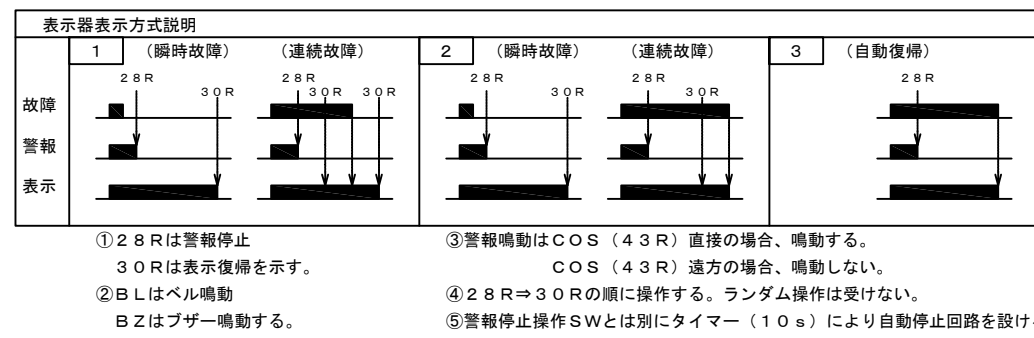 表示器表示方式説明
1 （瞬時故障） （連続故障） 2 （瞬時故障） （連続故障） 3 （自動復帰）
２８Ｒ ２８Ｒ ２８Ｒ ２８Ｒ ２８Ｒ
３０Ｒ ３０Ｒ ３０Ｒ ３０Ｒ ３０Ｒ
故障
警報
表示
①２８Ｒは警報停止
３０Ｒは表示復帰を示す。
②ＢＬはベル鳴動
ＢＺはブザー鳴動する。
③警報鳴動はＣＯＳ（４３Ｒ）直接の場合、鳴動する。
ＣＯＳ（４３Ｒ）遠方の場合、鳴動しない。
④２８Ｒ⇒３０Ｒの順に操作する。ランダム操作は受けない。
⑤警報停止操作ＳＷとは別にタイマー（１０ｓ）により自動停止回路を設け